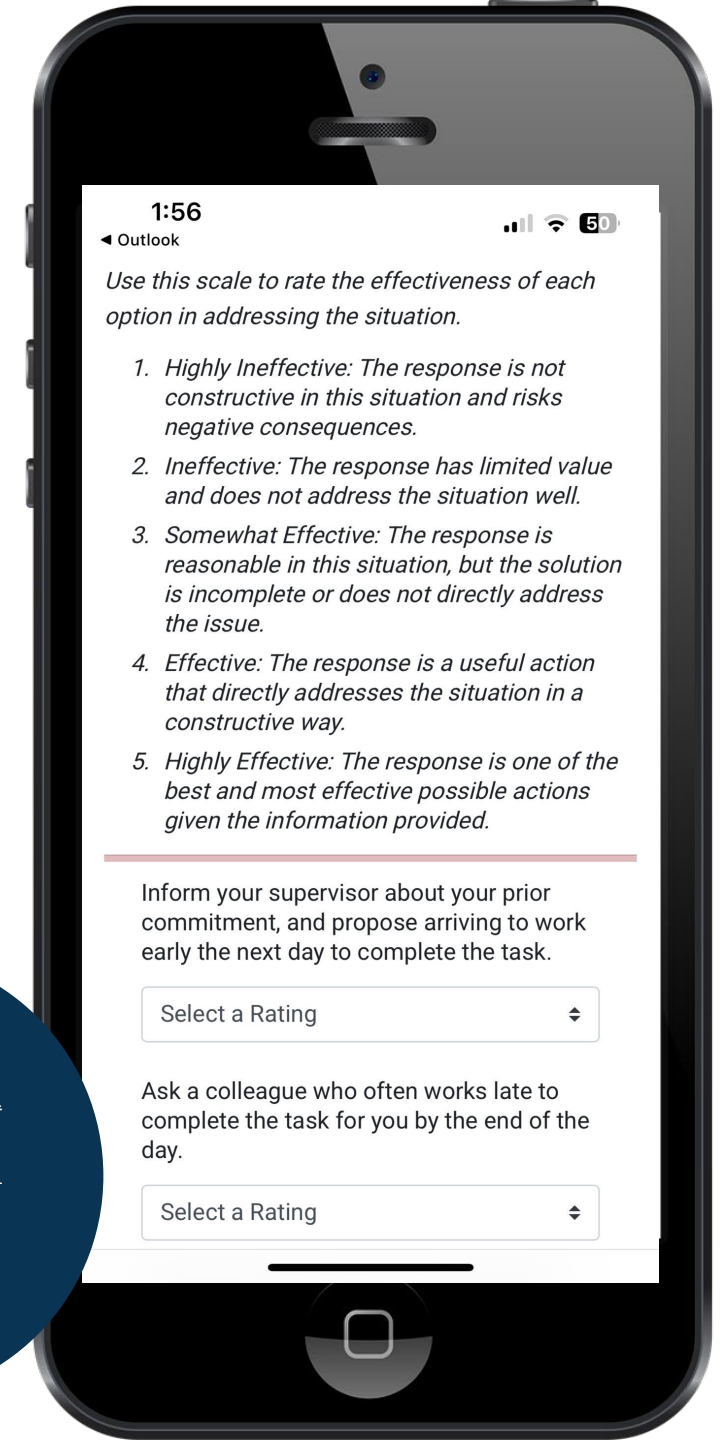 1:56
50
◀ Outlook
Use this scale to rate the effectiveness of each
option in addressing the situation.
1. Highly Ineffective: The response is not
constructive in this situation and risks
negative consequences.
2. Ineffective: The response has limited value
and does not address the situation well.
3. Somewhat Effective: The response is
reasonable in this situation, but the solution
is incomplete or does not directly address
the issue.
4. Effective: The response is a useful action
that directly addresses the situation in a
constructive way.
5. Highly Effective: The response is one of the
best and most effective possible actions
given the information provided.
Inform your supervisor about your prior
commitment, and propose arriving to work
early the next day to complete the task.
Select a Rating
Ask a colleague who often works late to
complete the task for you by the end of the
day.
Select a Rating